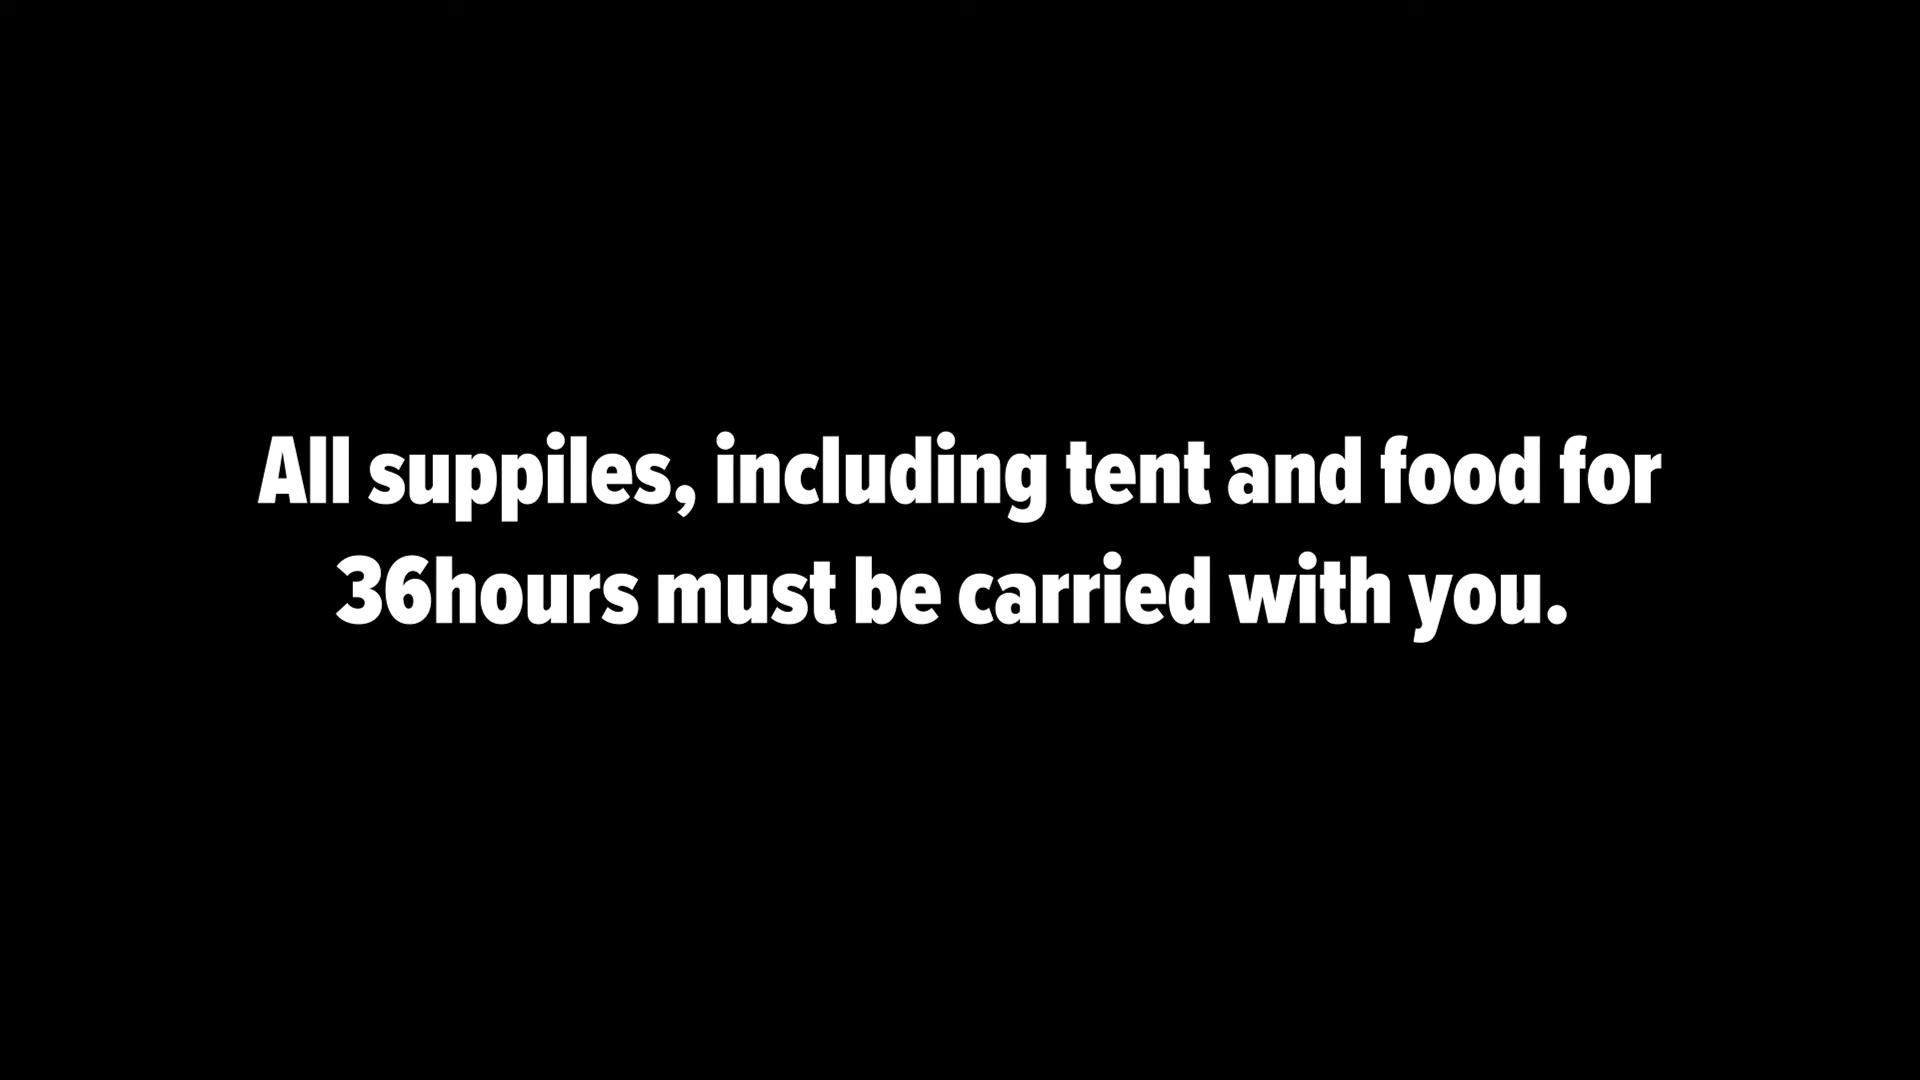 All suppiles, including tent and food for
36hours must be carried with you.